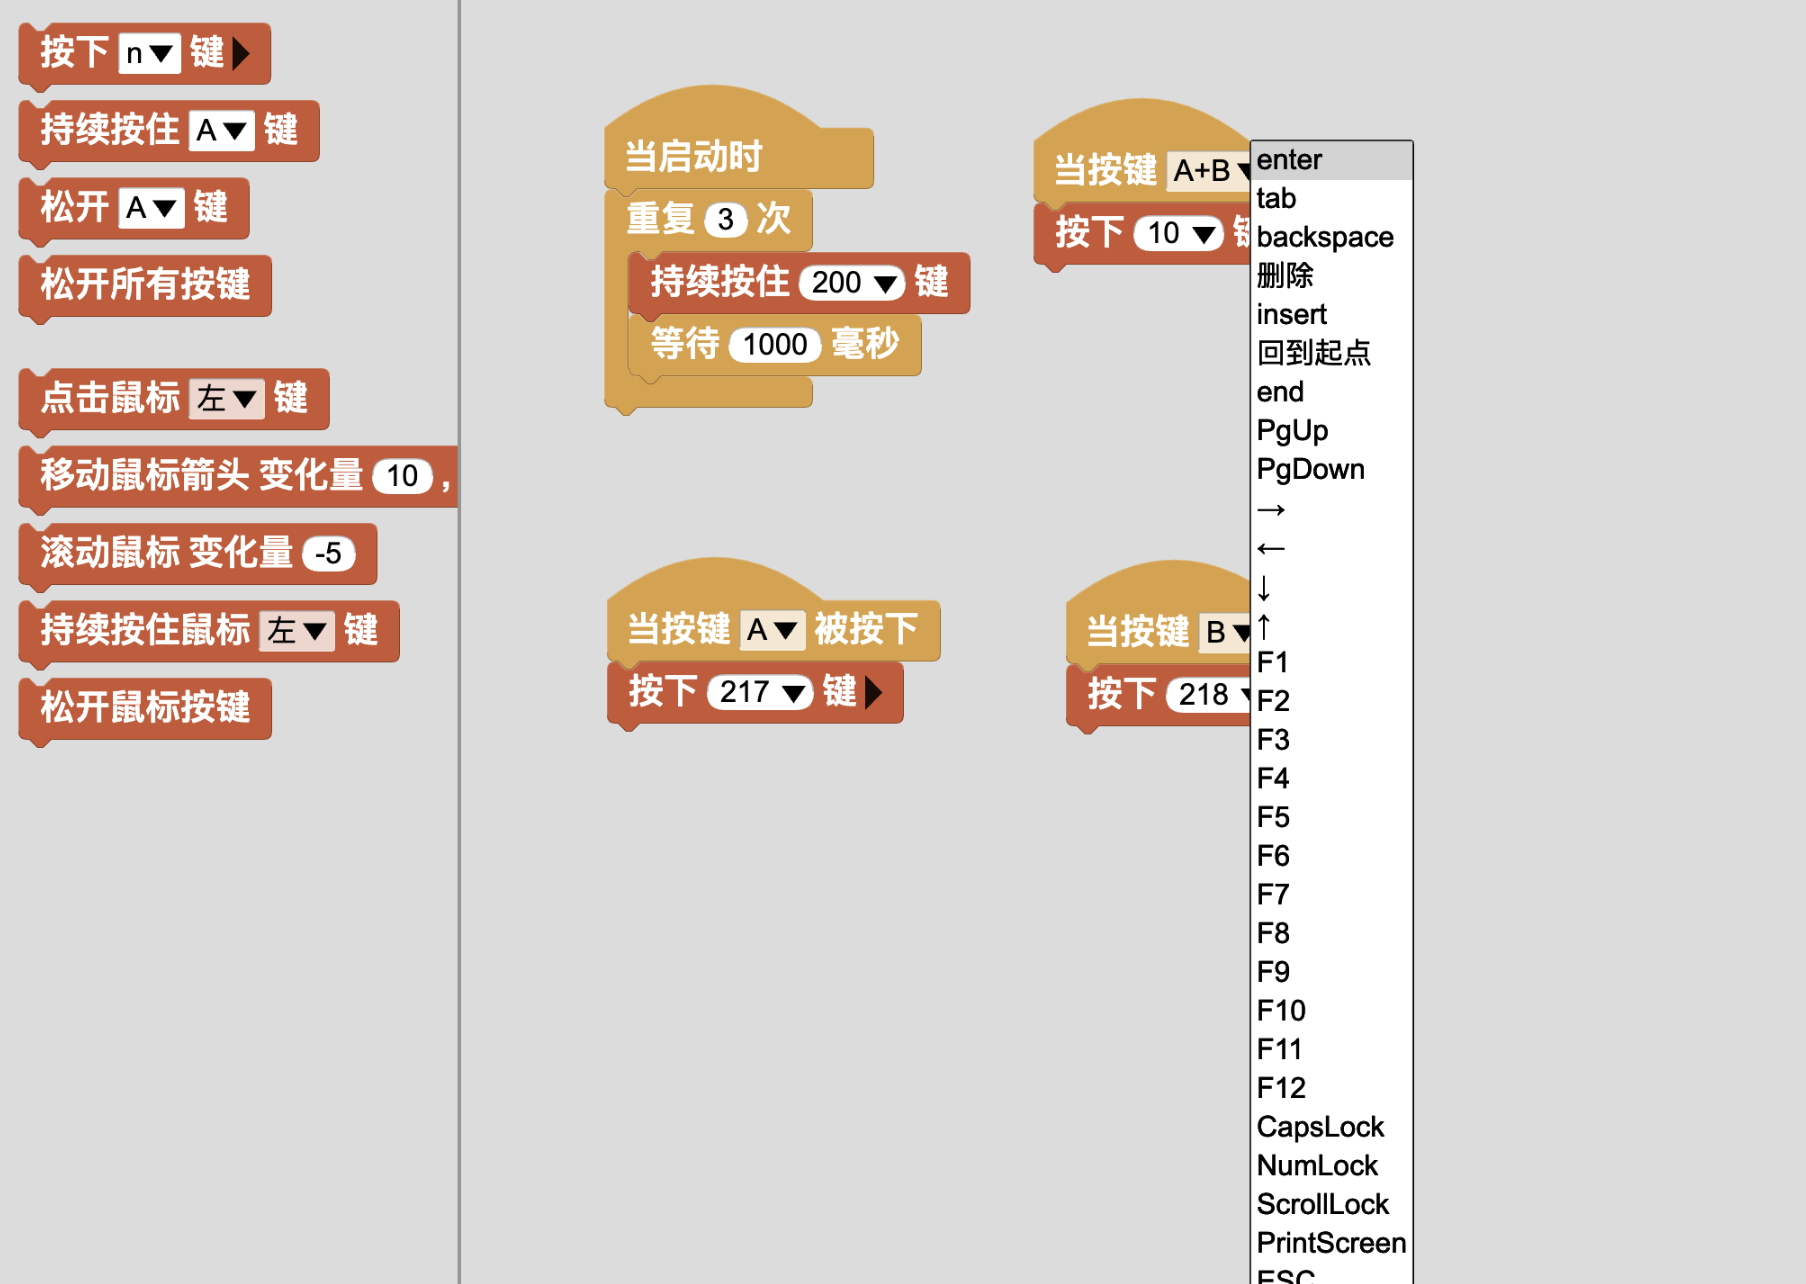 按下 n▼ 键▶
持续按住 A▼ 键
松开 A▼ 键
松开所有按键
点击鼠标 左▼ 键
移动鼠标箭头 变化量 10 ,
滚动鼠标 变化量 -5
持续按住鼠标 左▼ 键
松开鼠标按键
当启动时
重复 3 次
持续按住 200 ▼ 键
等待 1000 毫秒
当按键 A+B▼
按下 10 ▼ 键
当按键 A▼ 被按下
按下 217 ▼ 键▶
当按键 B▼
按下 218 ▼
enter
tab
backspace
删除
insert
回到起点
end
PgUp
PgDown
→
←
↓
↑
F1
F2
F3
F4
F5
F6
F7
F8
F9
F10
F11
F12
CapsLock
NumLock
ScrollLock
PrintScreen
ESC